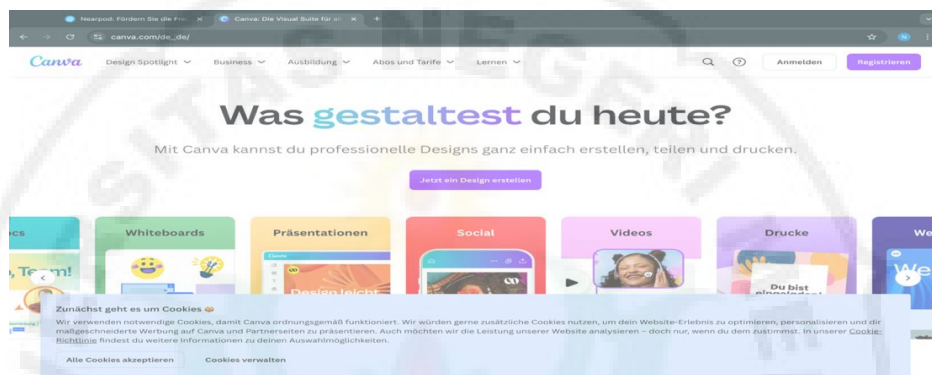 Nearpod: Fördern Sie die Fra
Canva: Die Visual Suite für
canva.com/de_de/
Canva
Design Spotlight
Business
Ausbildung
Abos und Tarife
Lernen
Anmelden
Registrieren
Was gestaltest du heute?
Mit Canva kannst du professionelle Designs ganz einfach erstellen, teilen und drucken.
Jetzt ein Design erstellen
Whiteboards
Präsentationen
Social
Videos
Drucke
We
Canva
Design leicht
Du bist
We
Zunächst geht es um Cookies
Wir verwenden notwendige Cookies, damit Canva ordnungsgemäß funktioniert. Wir würden gerne zusätzliche Cookies nutzen, um dein Website-Erlebnis zu optimieren, personalisieren und dir
maßgeschneiderte Werbung auf Canva und Partnerseiten zu präsentieren. Auch möchten wir die Leistung unserer Website analysieren – doch nur, wenn du dem zustimmst. In unserer Cookie-
Richtlinie findest du weitere Informationen zu deinen Auswahlmöglichkeiten.
Alle Cookies akzeptieren
Cookies verwalten